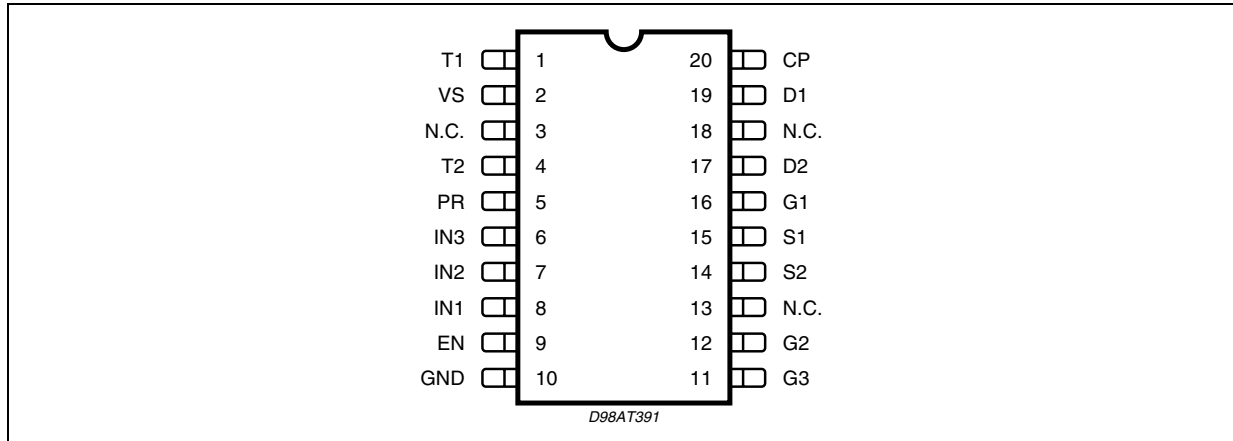 T1 1 20 CP
VS 2 19 D1
N.C. 3 18 N.C.
T2 4 17 D2
PR 5 16 G1
IN3 6 15 S1
IN2 7 14 S2
IN1 8 13 N.C.
EN 9 12 G2
GND 10 11 G3
D98AT391